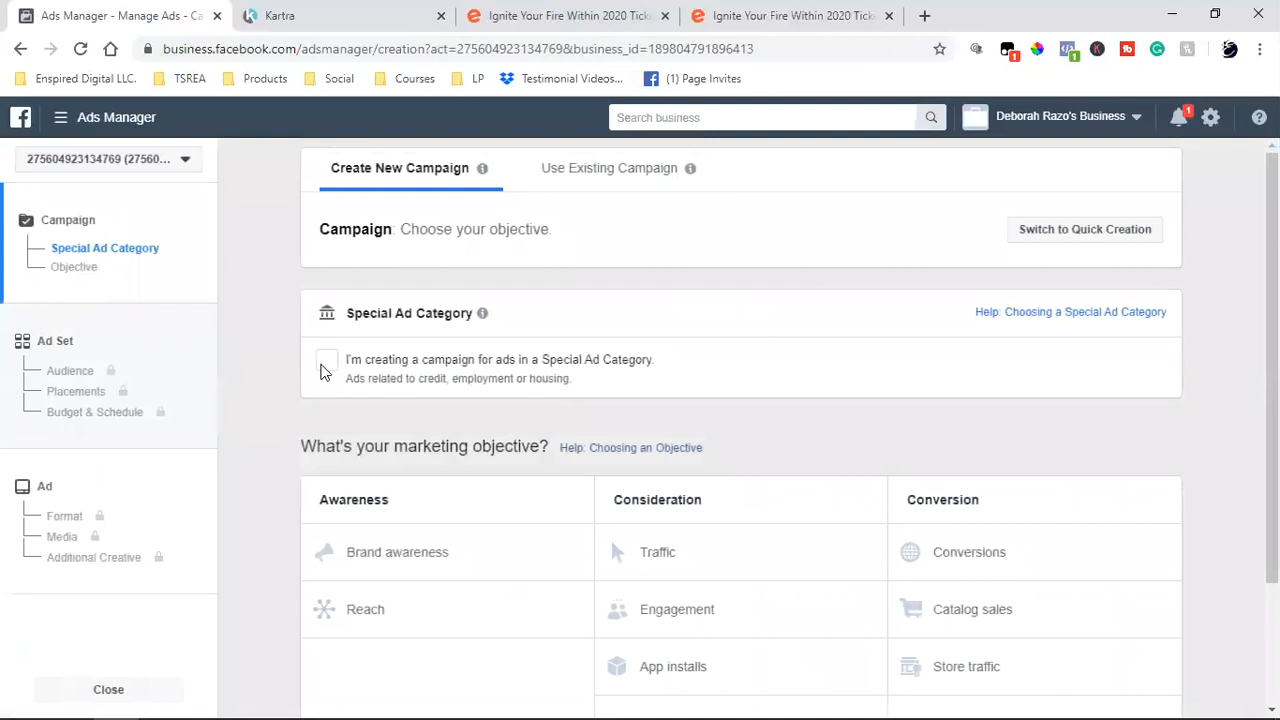 Ads Manager - Manage Ads - Ca
Kartra
Ignite Your Fire Within 2020 Tick
Ignite Your Fire Within 2020 Tick
business.facebook.com/adsmanager/creation?act=275604923134769&business_id=189804791896413
Enspired Digital LLC.
TSREA
Products
Social
Courses
LP
Testimonial Videos...
(1) Page Invites
Ads Manager
Search business
Deborah Razo's Business
1
275604923134769 (27560...
Create New Campaign
Use Existing Campaign
Campaign
Special Ad Category
Objective
Campaign: Choose your objective.
Switch to Quick Creation
Special Ad Category
Help: Choosing a Special Ad Category
I'm creating a campaign for ads in a Special Ad Category.
Ads related to credit, employment or housing.
Ad Set
Audience
Placements
Budget & Schedule
What's your marketing objective?
Help: Choosing an Objective
Ad
Format
Media
Additional Creative
Awareness
Consideration
Conversion
Brand awareness
Traffic
Conversions
Reach
Engagement
Catalog sales
App installs
Store traffic
Close